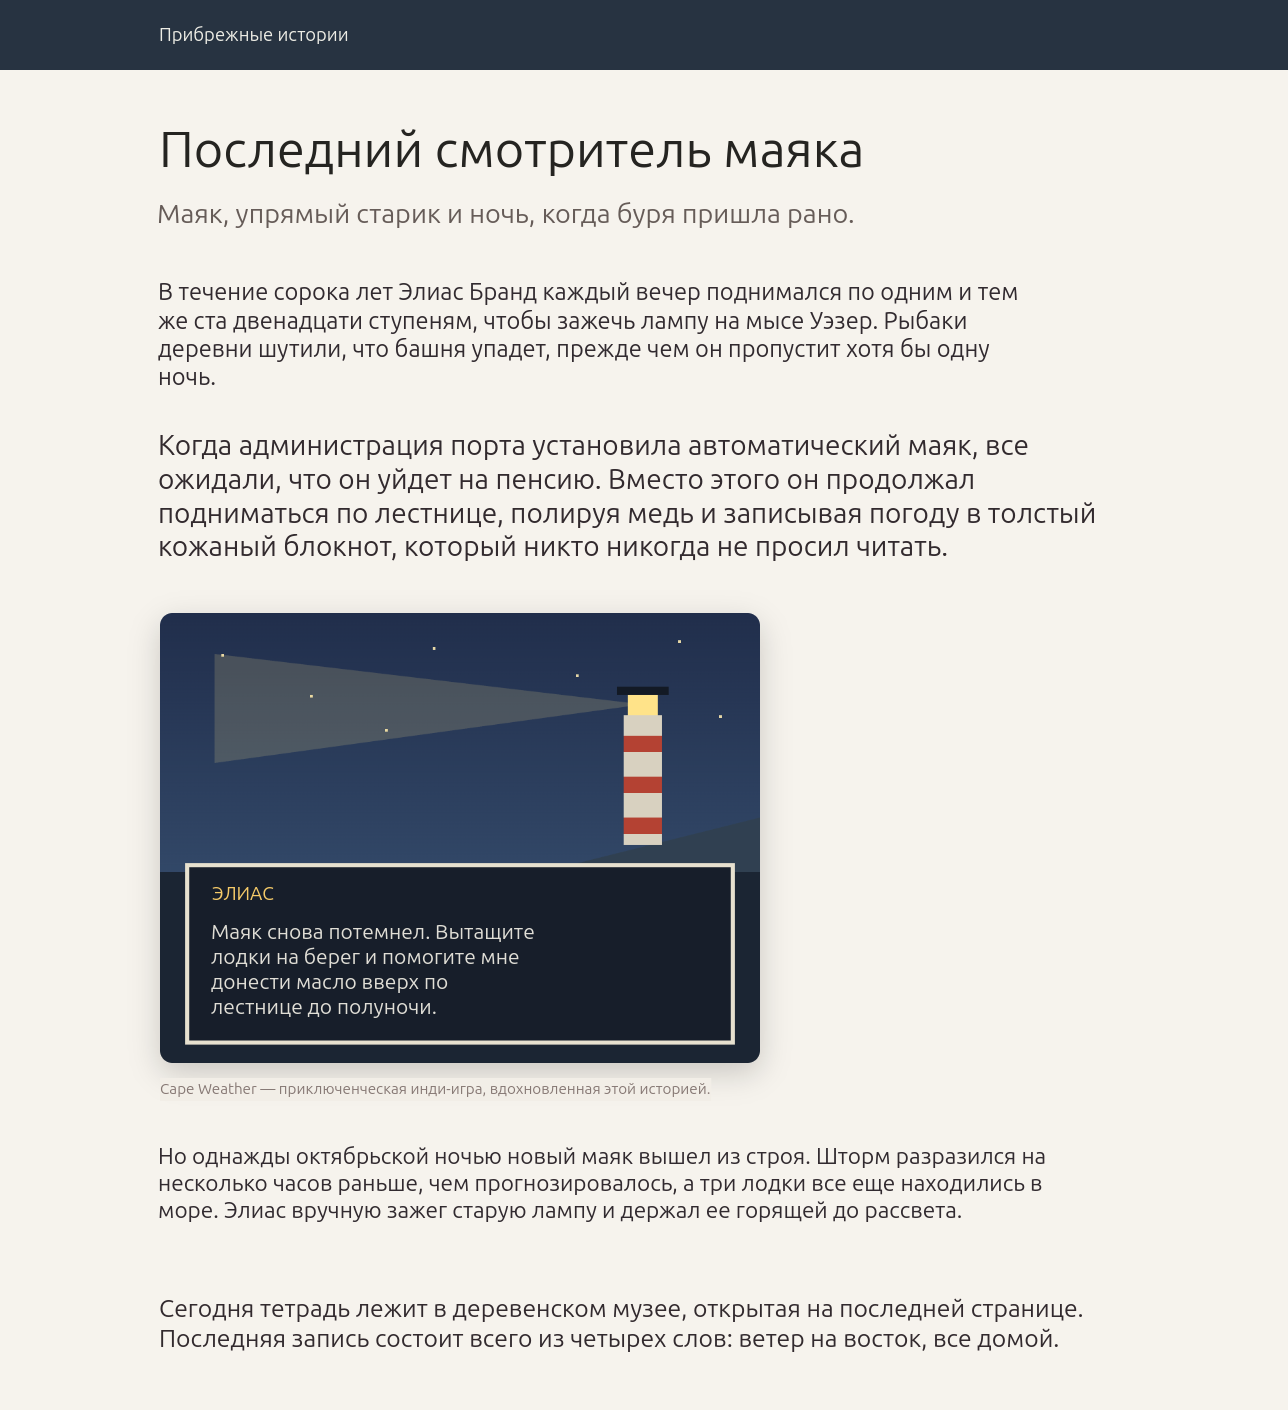 Прибрежные истории
Последний смотритель маяка
Маяк, упрямый старик и ночь, когда буря пришла рано.
В течение сорока лет Элиас Бранд каждый вечер поднимался по одним и тем
же ста двенадцати ступеням, чтобы зажечь лампу на мысе Уэзер. Рыбаки
деревни шутили, что башня упадет, прежде чем он пропустит хотя бы одну
ночь.
Когда администрация порта установила автоматический маяк, все
ожидали, что он уйдет на пенсию. Вместо этого он продолжал
подниматься по лестнице, полируя медь и записывая погоду в толстый
кожаный блокнот, который никто никогда не просил читать.
ЭЛИАС
Маяк снова потемнел. Вытащите
лодки на берег и помогите мне
донести масло вверх по
лестнице до полуночи.
Cape Weather — приключенческая инди-игра, вдохновленная этой историей.
Но однажды октябрьской ночью новый маяк вышел из строя. Шторм разразился на
несколько часов раньше, чем прогнозировалось, а три лодки все еще находились в
море. Элиас вручную зажег старую лампу и держал ее горящей до рассвета.
Сегодня тетрадь лежит в деревенском музее, открытая на последней странице.
Последняя запись состоит всего из четырех слов: ветер на восток, все домой.